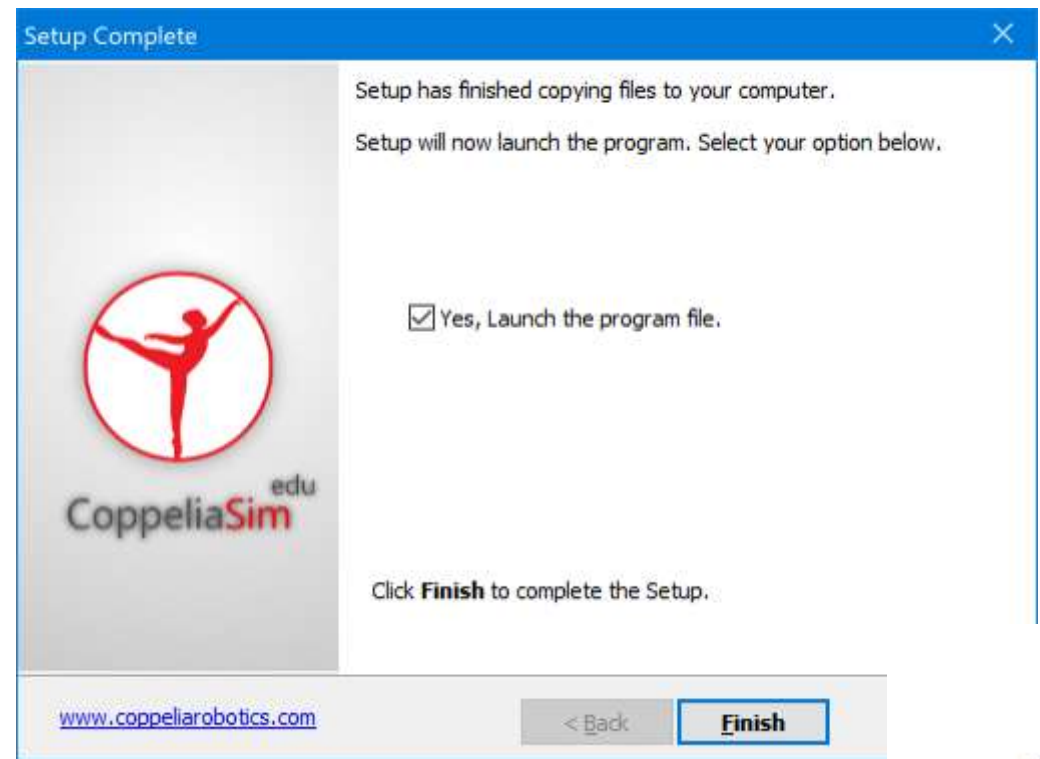 Setup Complete
Setup has finished copying files to your computer.
Setup will now launch the program. Select your option below.
Yes, Launch the program file.
edu
CoppeliaSim
Click Finish to complete the Setup.
www.coppeliarobotics.com
< Back
Finish